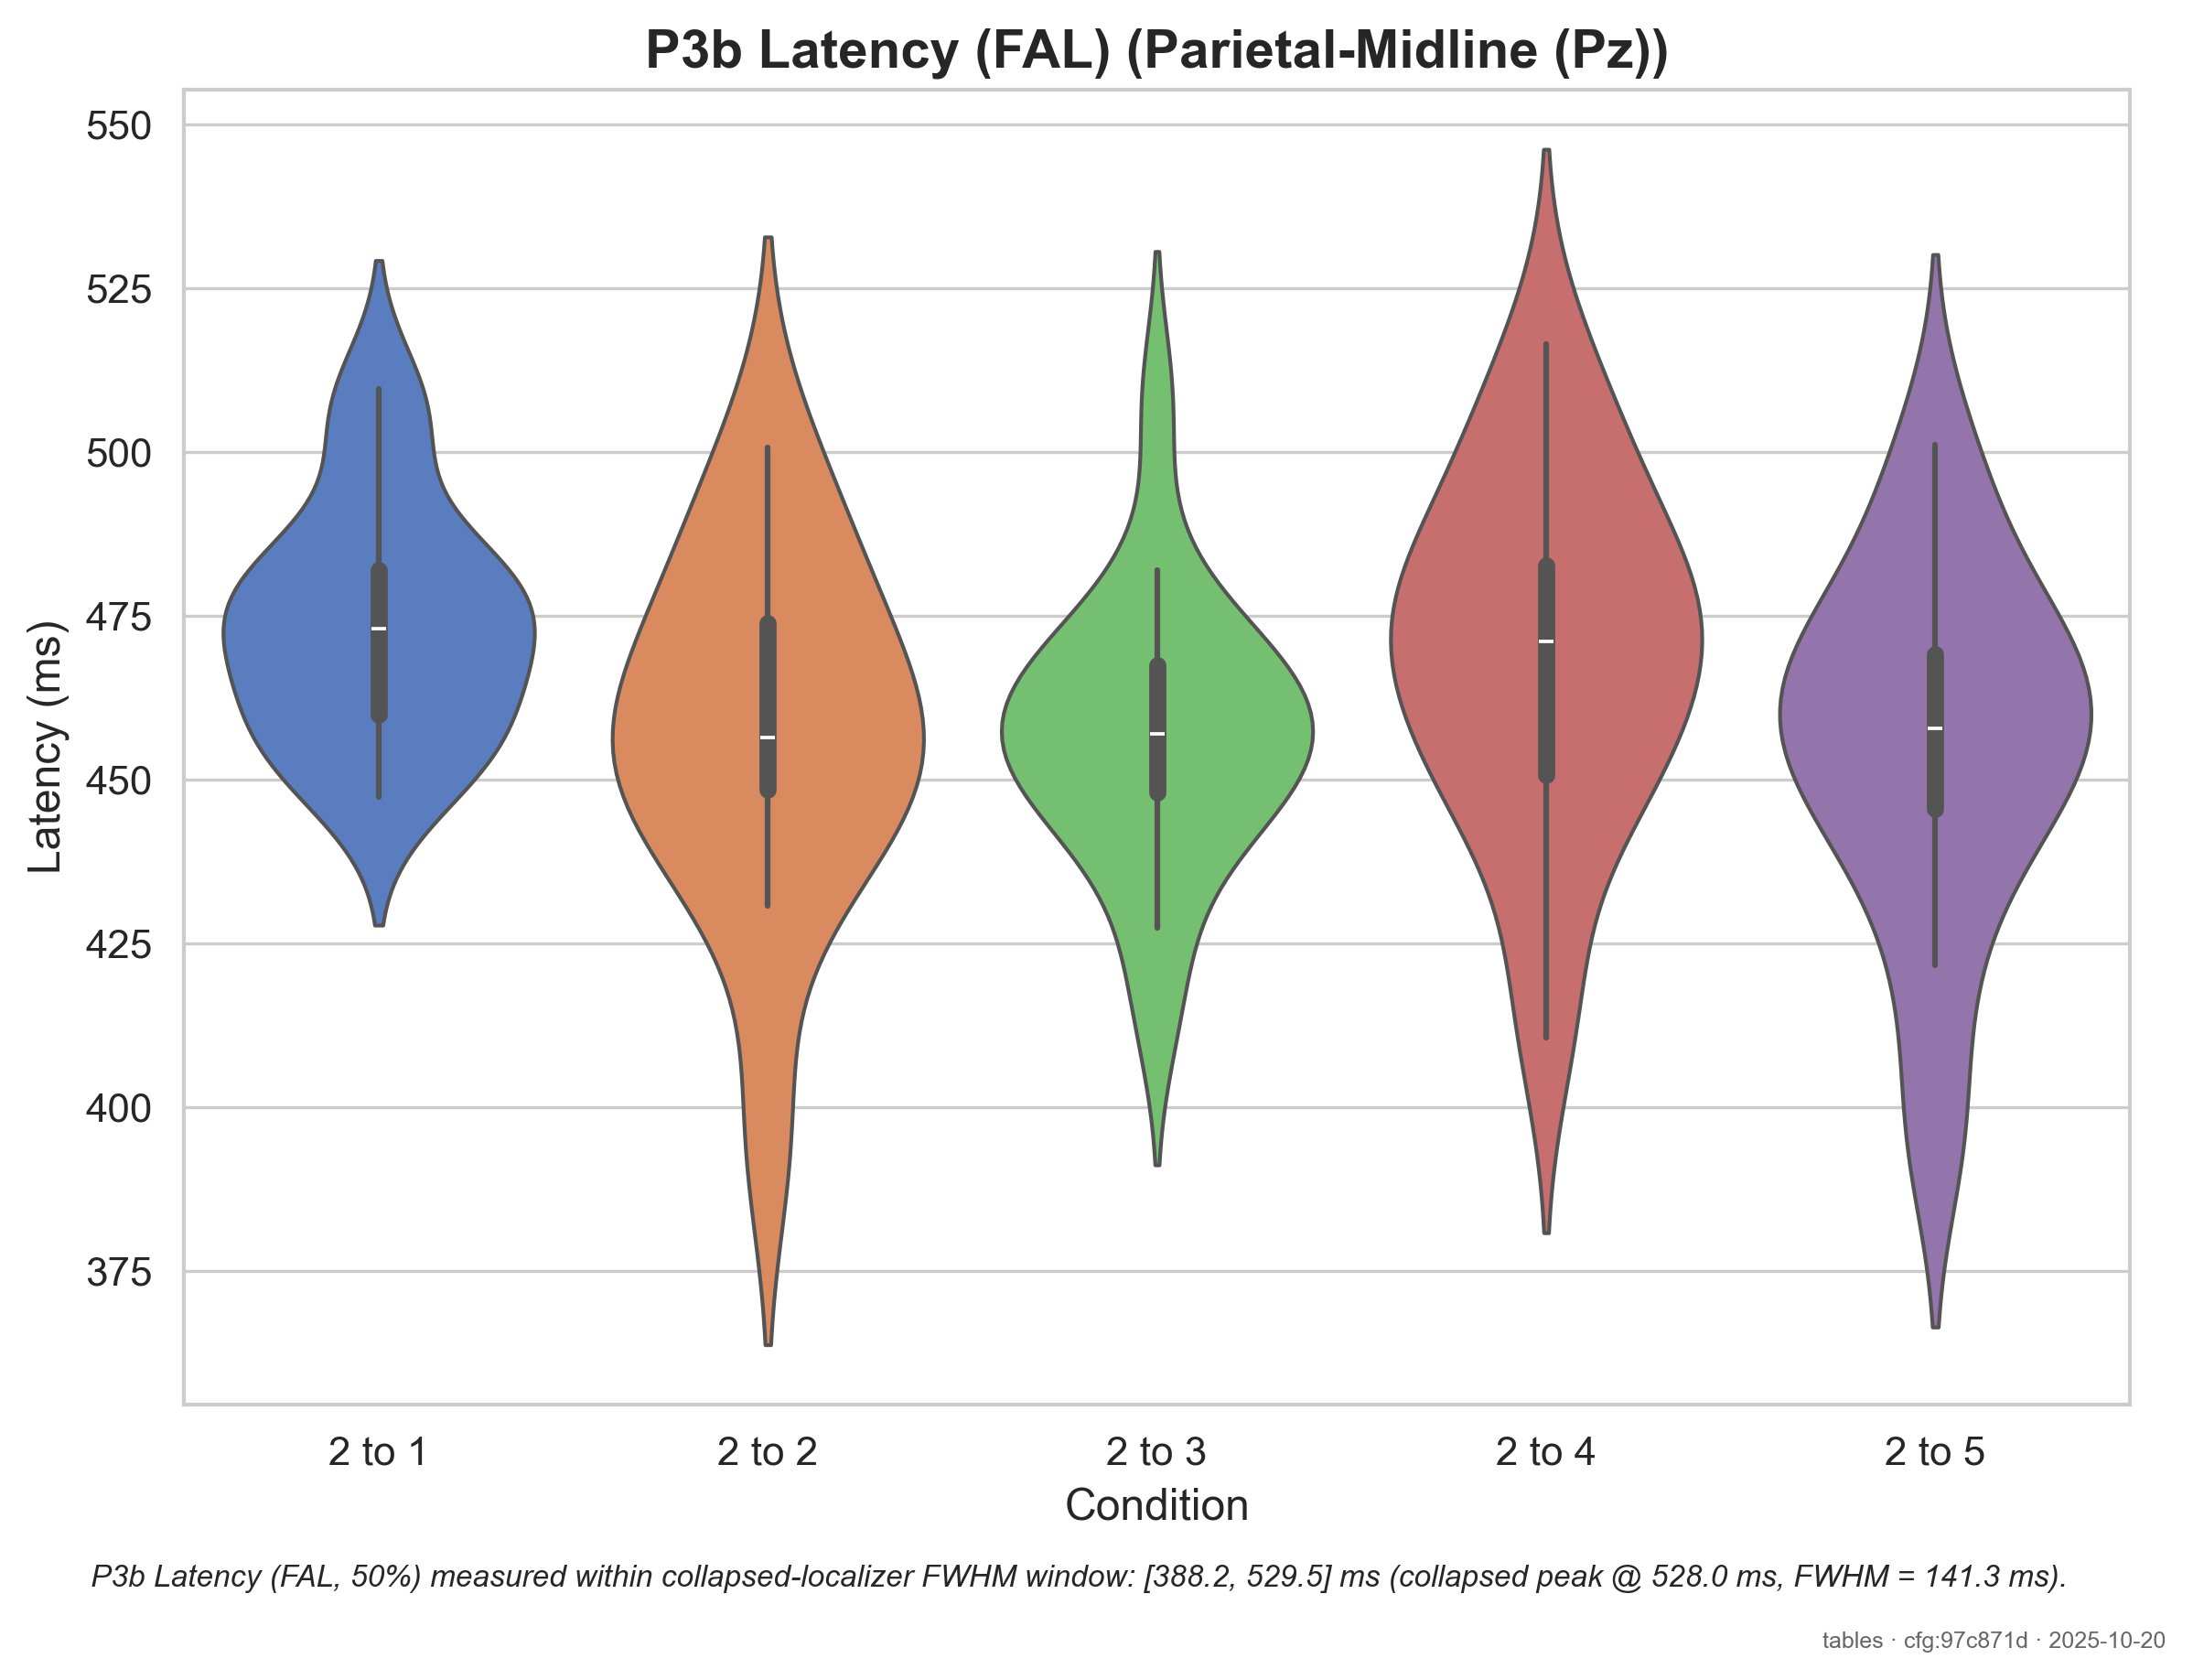 P3b Latency (FAL) (Parietal-Midline (Pz))
550
525
500
475
450
425
400
375
Latency (ms)
2 to 1 2 to 2 2 to 3 2 to 4 2 to 5
Condition
P3b Latency (FAL, 50%) measured within collapsed-localizer FWHM window: [388.2, 529.5] ms (collapsed peak @ 528.0 ms, FWHM = 141.3 ms).
tables · cfg:97c871d · 2025-10-20